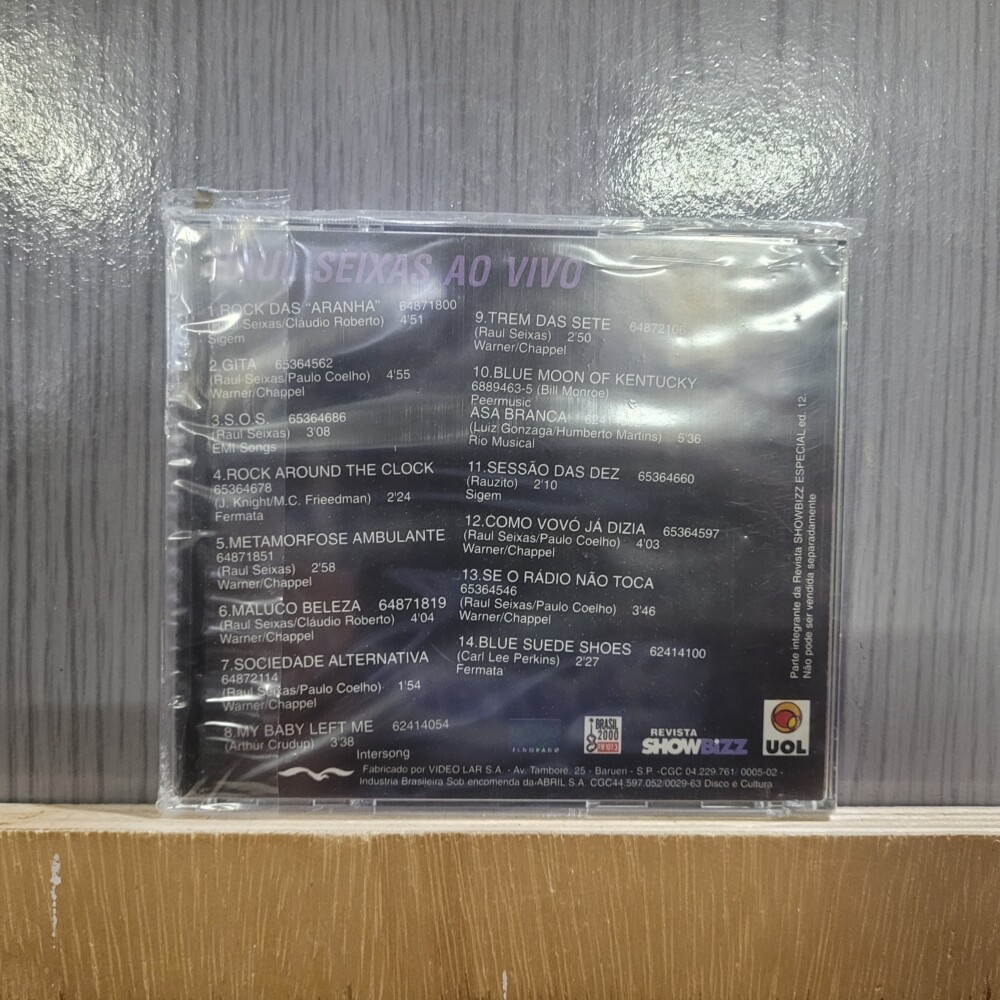 RAUL SEIXAS AO VIVO
1.ROCK DAS "ARANHA" 64871800
Seixas/Cláudio Roberto) 4'51
Sigem
2.GITA 65364562
(Raul Seixas/Paulo Coelho) 4'55
Warner/Chappel
3.S.O.S 65364686
(Raul Seixas) 3'08
EMI Songs
4.ROCK AROUND THE CLOCK
65364678
(J. Knight/M.C. Frieedman) 2'24
Fermata
5.METAMORFOSE AMBULANTE
64871851
(Raul Seixas) 2'58
Warner/Chappel
6.MALUCO BELEZA 64871819
(Raul Seixas/Cláudio Roberto) 4'04
Warner/Chappel
7.SOCIEDADE ALTERNATIVA
64872114
(Raul Seixas/Paulo Coelho) 1'54
Warner/Chappel
8.MY BABY LEFT ME 62414054
(Arthur Crudup) 3'38
Intersong
9.TREM DAS SETE 64872106
(Raul Seixas) 2'50
Warner/Chappel
10.BLUE MOON OF KENTUCKY
6889463-5 (Bill Monroe)
Peermusic
ASA BRANCA
(Luiz Gonzaga/Humberto Martins) 5'36
Rio Musical
11.SESSÃO DAS DEZ 65364660
(Rauzito) 2'10
Sigem
12.COMO VOVÓ JÁ DIZIA 65364597
(Raul Seixas/Paulo Coelho) 4'03
Warner/Chappel
13.SE O RÁDIO NÃO TOCA
65364546
(Raul Seixas/Paulo Coelho) 3'46
Warner/Chappel
14.BLUE SUEDE SHOES 62414100
(Carl Lee Perkins) 2'27
Fermata
Parte integrante da Revista SHOWBIZZ ESPECIAL ed. 12.
Não pode ser vendida separadamente
ELDORADO
BRASIL
2000
FM 107.3
REVISTA
SHOWBIZZ
UOL
Fabricado por VIDEO LAR S.A. - Av. Tamboré, 25 - Barueri - S.P. -CGC 04.229.761/ 0005-02 -
Industria Brasileira Sob encomenda da ABRIL S.A. CGC44.597.052/0029-63 Disco é Cultura